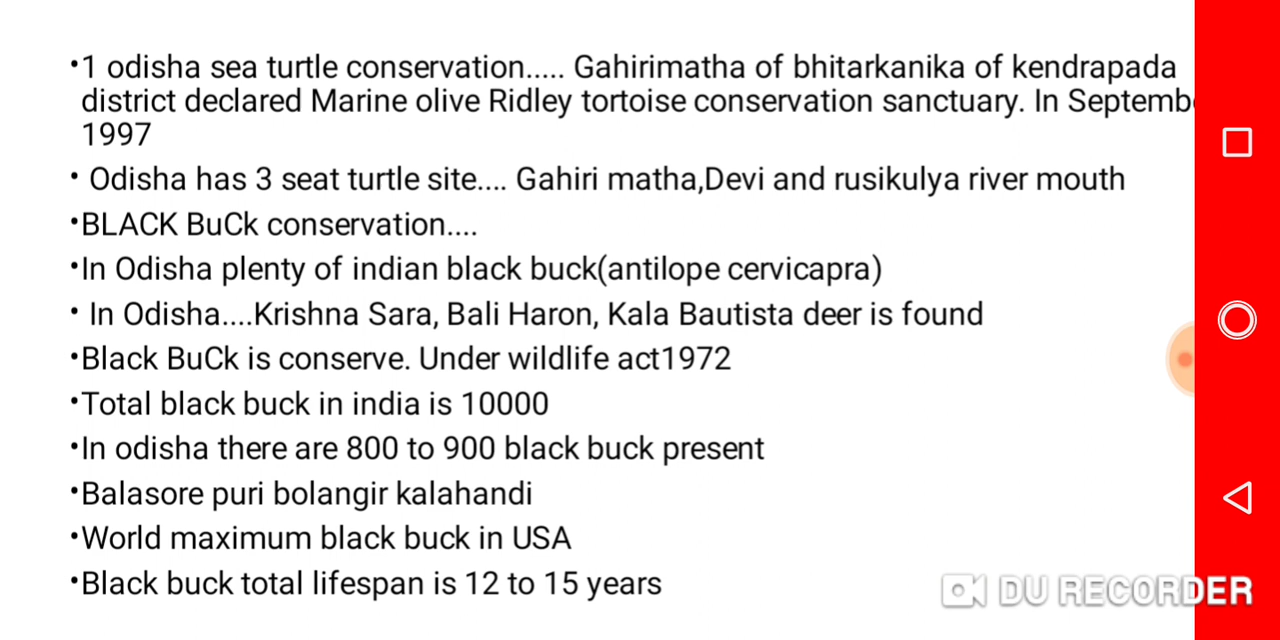 •1 odisha sea turtle conservation..... Gahirimatha of bhitarkanika of kendrapada
district declared Marine olive Ridley tortoise conservation sanctuary. In Septemb
1997
• Odisha has 3 seat turtle site.... Gahiri matha,Devi and rusikulya river mouth
•BLACK BuCk conservation....
•In Odisha plenty of indian black buck(antilope cervicapra)
• In Odisha....Krishna Sara, Bali Haron, Kala Bautista deer is found
•Black BuCk is conserve. Under wildlife act1972
•Total black buck in india is 10000
•In odisha there are 800 to 900 black buck present
•Balasore puri bolangir kalahandi
•World maximum black buck in USA
•Black buck total lifespan is 12 to 15 years
DU RECORDER